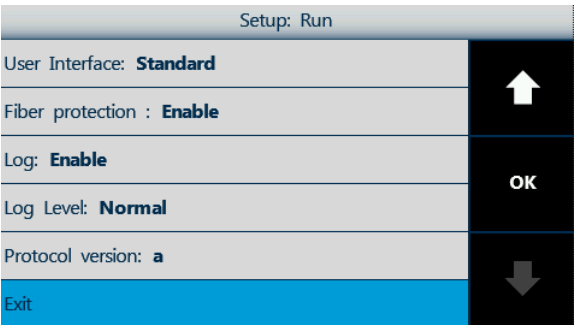 Setup: Run
User Interface: Standard
Fiber protection : Enable
Log: Enable
Log Level: Normal
Protocol version: a
Exit
OK